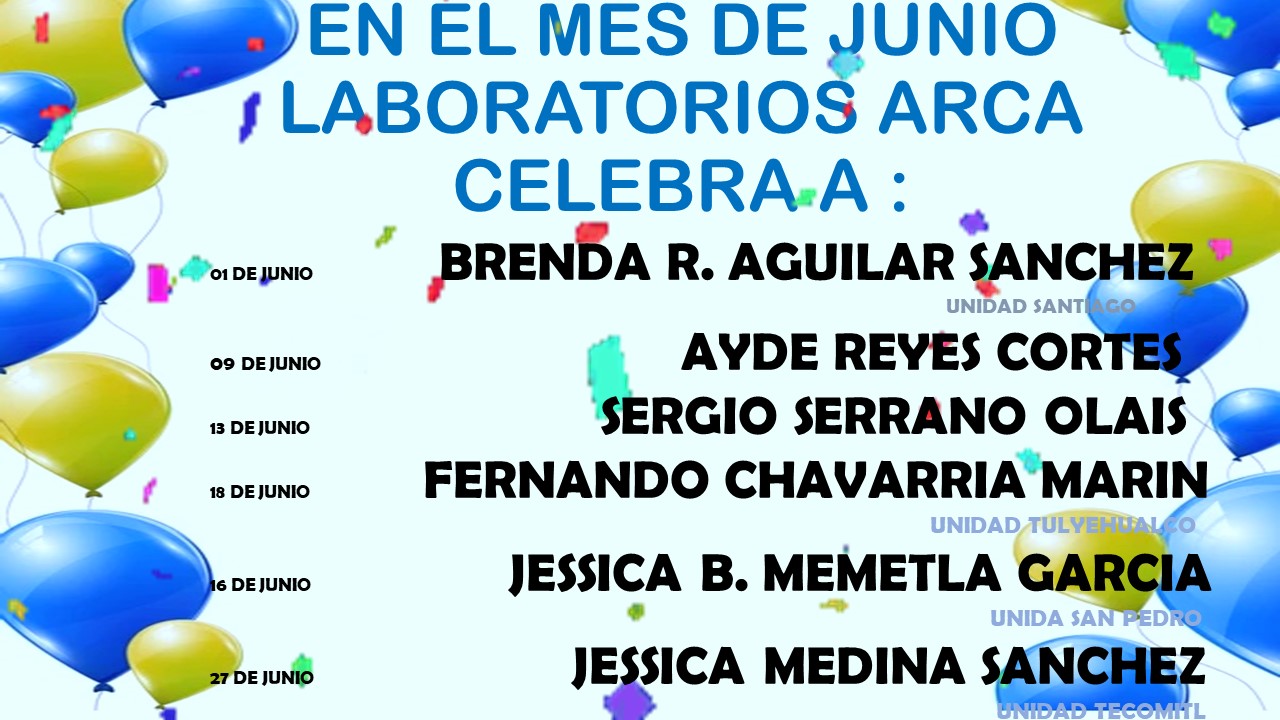 EN EL MES DE JUNIO
LABORATORIOS ARCA
CELEBRA A :
01 DE JUNIO BRENDA R. AGUILAR SANCHEZ
UNIDAD SANTIAGO
09 DE JUNIO AYDE REYES CORTES
13 DE JUNIO SERGIO SERRANO OLAIS
18 DE JUNIO FERNANDO CHAVARRIA MARIN
UNIDAD TULYEHUALCO
16 DE JUNIO JESSICA B. MEMETLA GARCIA
UNIDA SAN PEDRO
27 DE JUNIO JESSICA MEDINA SANCHEZ
UNIDAD TECOMITL